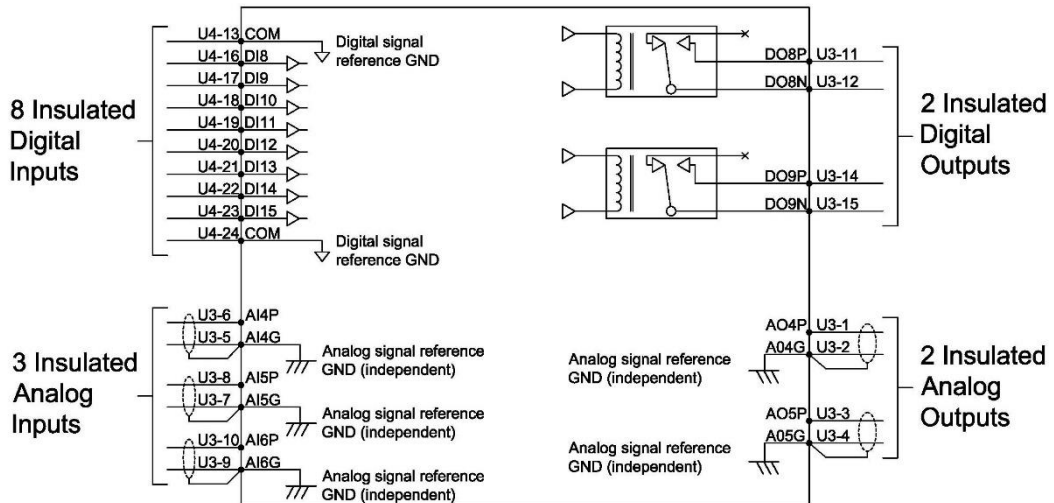 8 Insulated
Digital
Inputs
U4-13 COM
U4-16 DI8
U4-17 DI9
U4-18 DI10
U4-19 DI11
U4-20 DI12
U4-21 DI13
U4-22 DI14
U4-23 DI15
U4-24 COM
Digital signal
reference GND
Digital signal
reference GND
DO8P U3-11
DO8N U3-12
DO9P U3-14
DO9N U3-15
2 Insulated
Digital
Outputs
3 Insulated
Analog
Inputs
U3-6 AI4P
U3-5 AI4G
U3-8 AI5P
U3-7 AI5G
U3-10 AI6P
U3-9 AI6G
Analog signal reference
GND (independent)
Analog signal reference
GND (independent)
Analog signal reference
GND (independent)
Analog signal reference
GND (independent)
Analog signal reference
GND (independent)
AO4P U3-1
A04G U3-2
AO5P U3-3
A05G U3-4
2 Insulated
Analog
Outputs